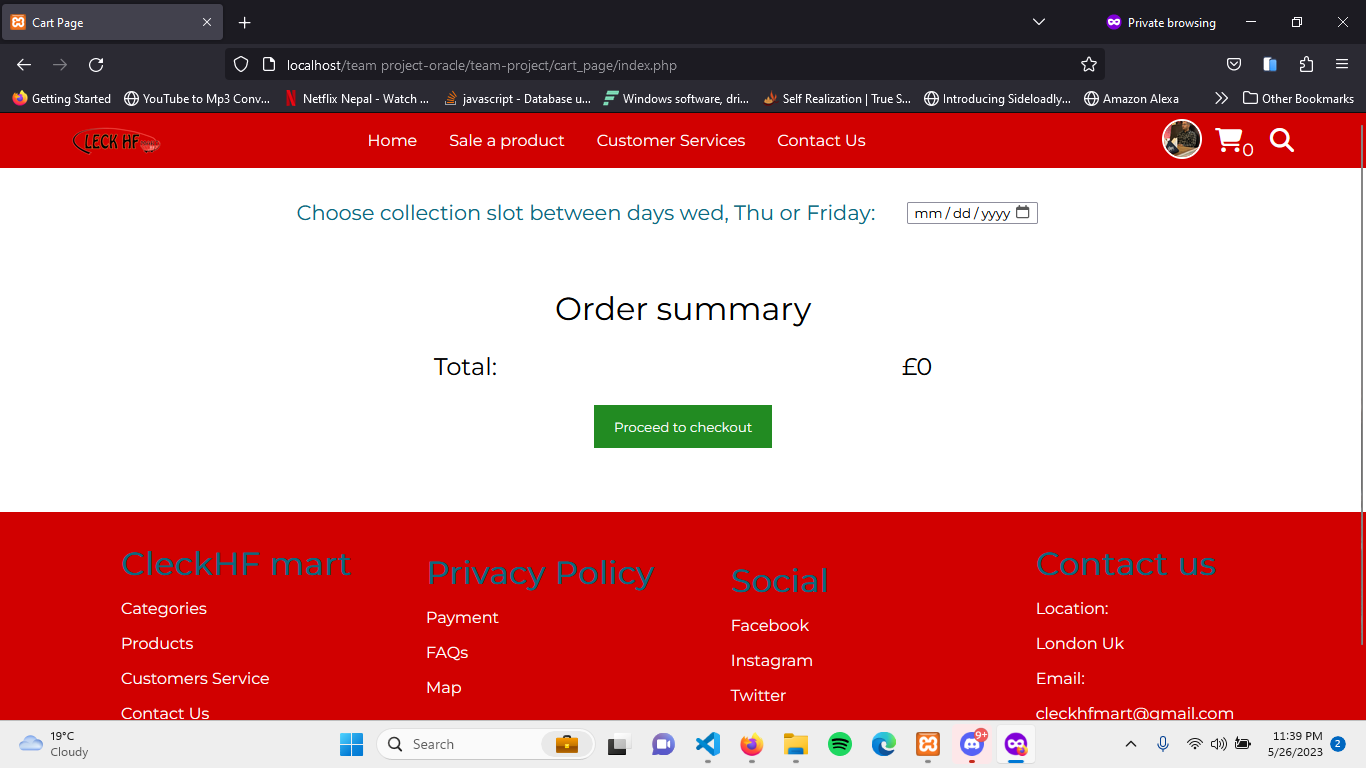 Cart Page
Private browsing
localhost/team project-oracle/team-project/cart_page/index.php
Getting Started YouTube to Mp3 Conv... Netflix Nepal - Watch ... javascript - Database u... Windows software, dri... Self Realization | True S... Introducing Sideloadly... Amazon Alexa Other Bookmarks
LECK HF Home Sale a product Customer Services Contact Us 0
Choose collection slot between days wed, Thu or Friday: mm / dd / yyyy
Order summary
Total: £0
Proceed to checkout
CleckHF mart
Categories
Products
Customers Service
Contact Us
Privacy Policy
Payment
FAQs
Map
Social
Facebook
Instagram
Twitter
Contact us
Location:
London Uk
Email:
cleckhfmart@gmail.com
19°C
Cloudy
Search
9+
11:39 PM
5/26/2023
2